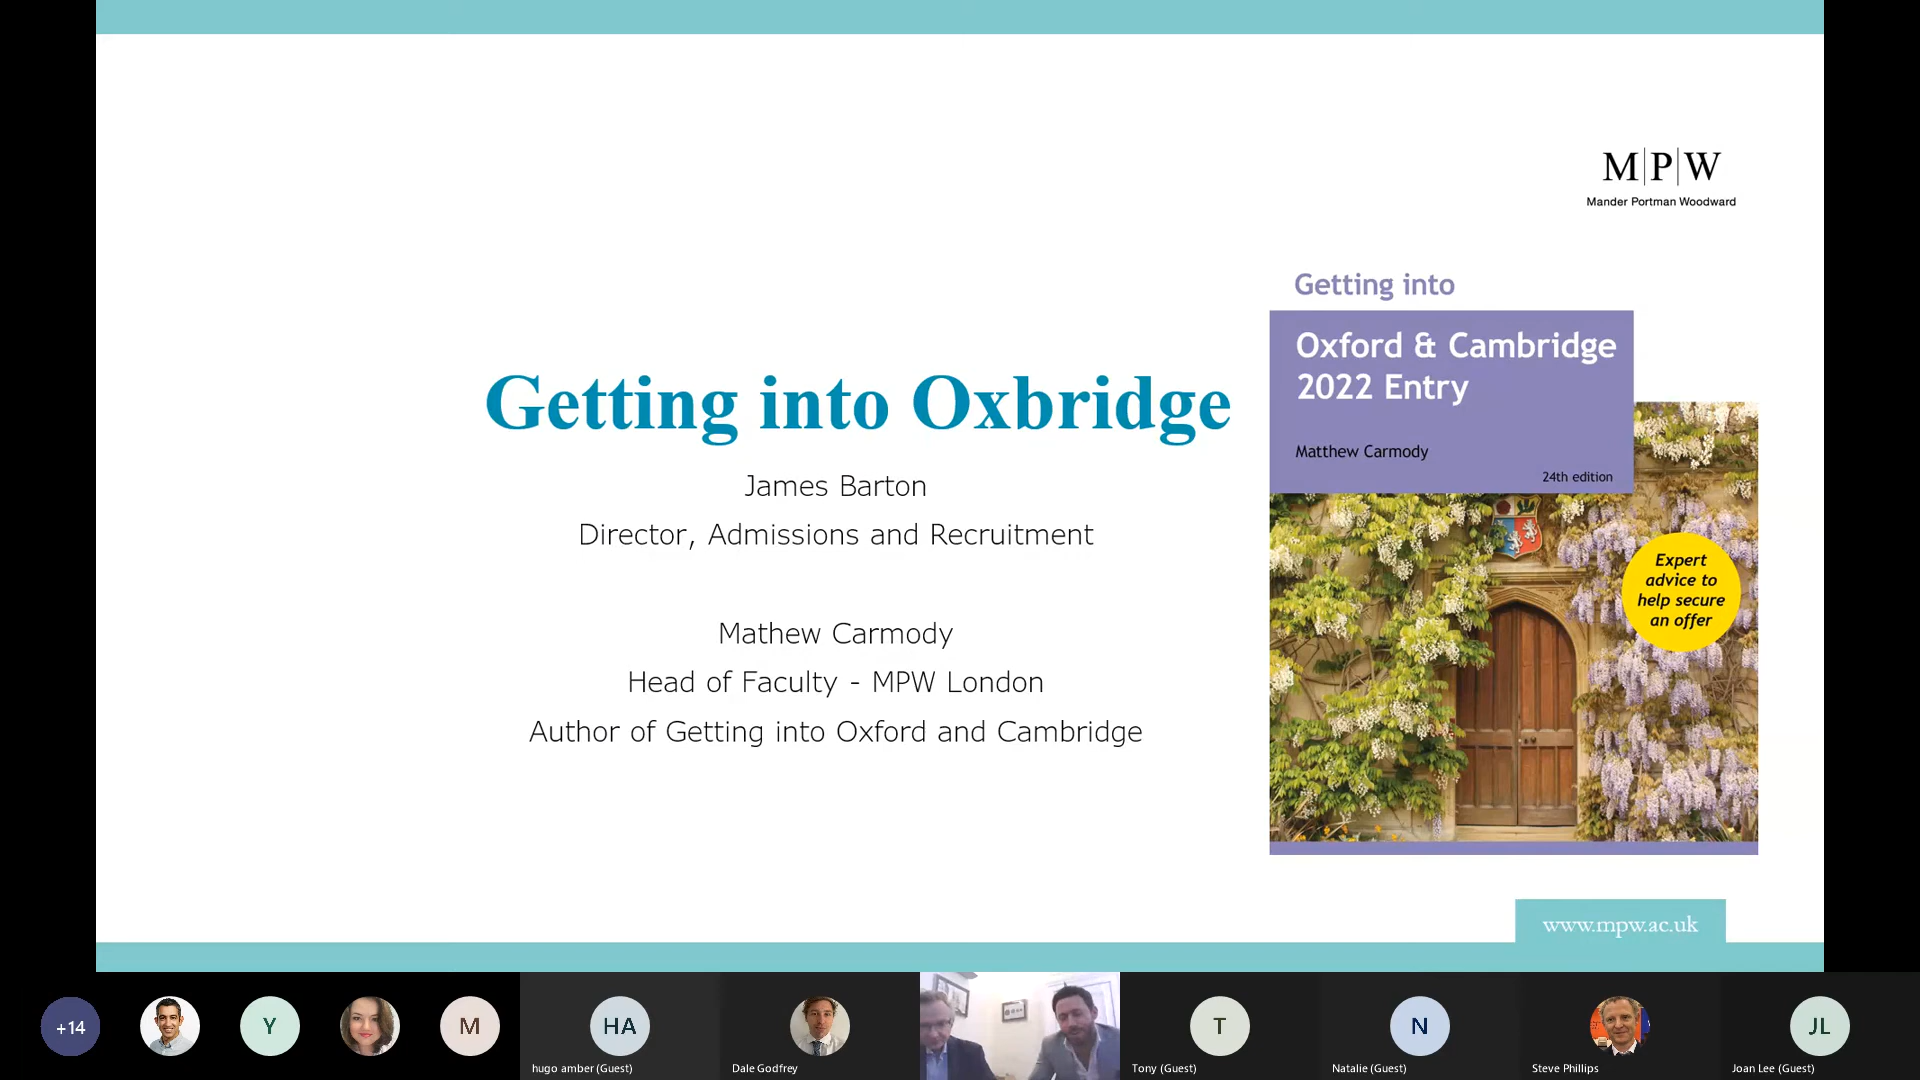 M|P|W
Mander Portman Woodward
Getting into
Oxford & Cambridge
2022 Entry
Matthew Carmody
24th edition
Expert
advice to
help secure
an offer
Getting into Oxbridge
James Barton
Director, Admissions and Recruitment
Mathew Carmody
Head of Faculty - MPW London
Author of Getting into Oxford and Cambridge
www.mpw.ac.uk
+14
Y
M
HA
hugo amber (Guest)
Dale Godfrey
T
Tony (Guest)
N
Natalie (Guest)
Steve Phillips
JL
Joan Lee (Guest)